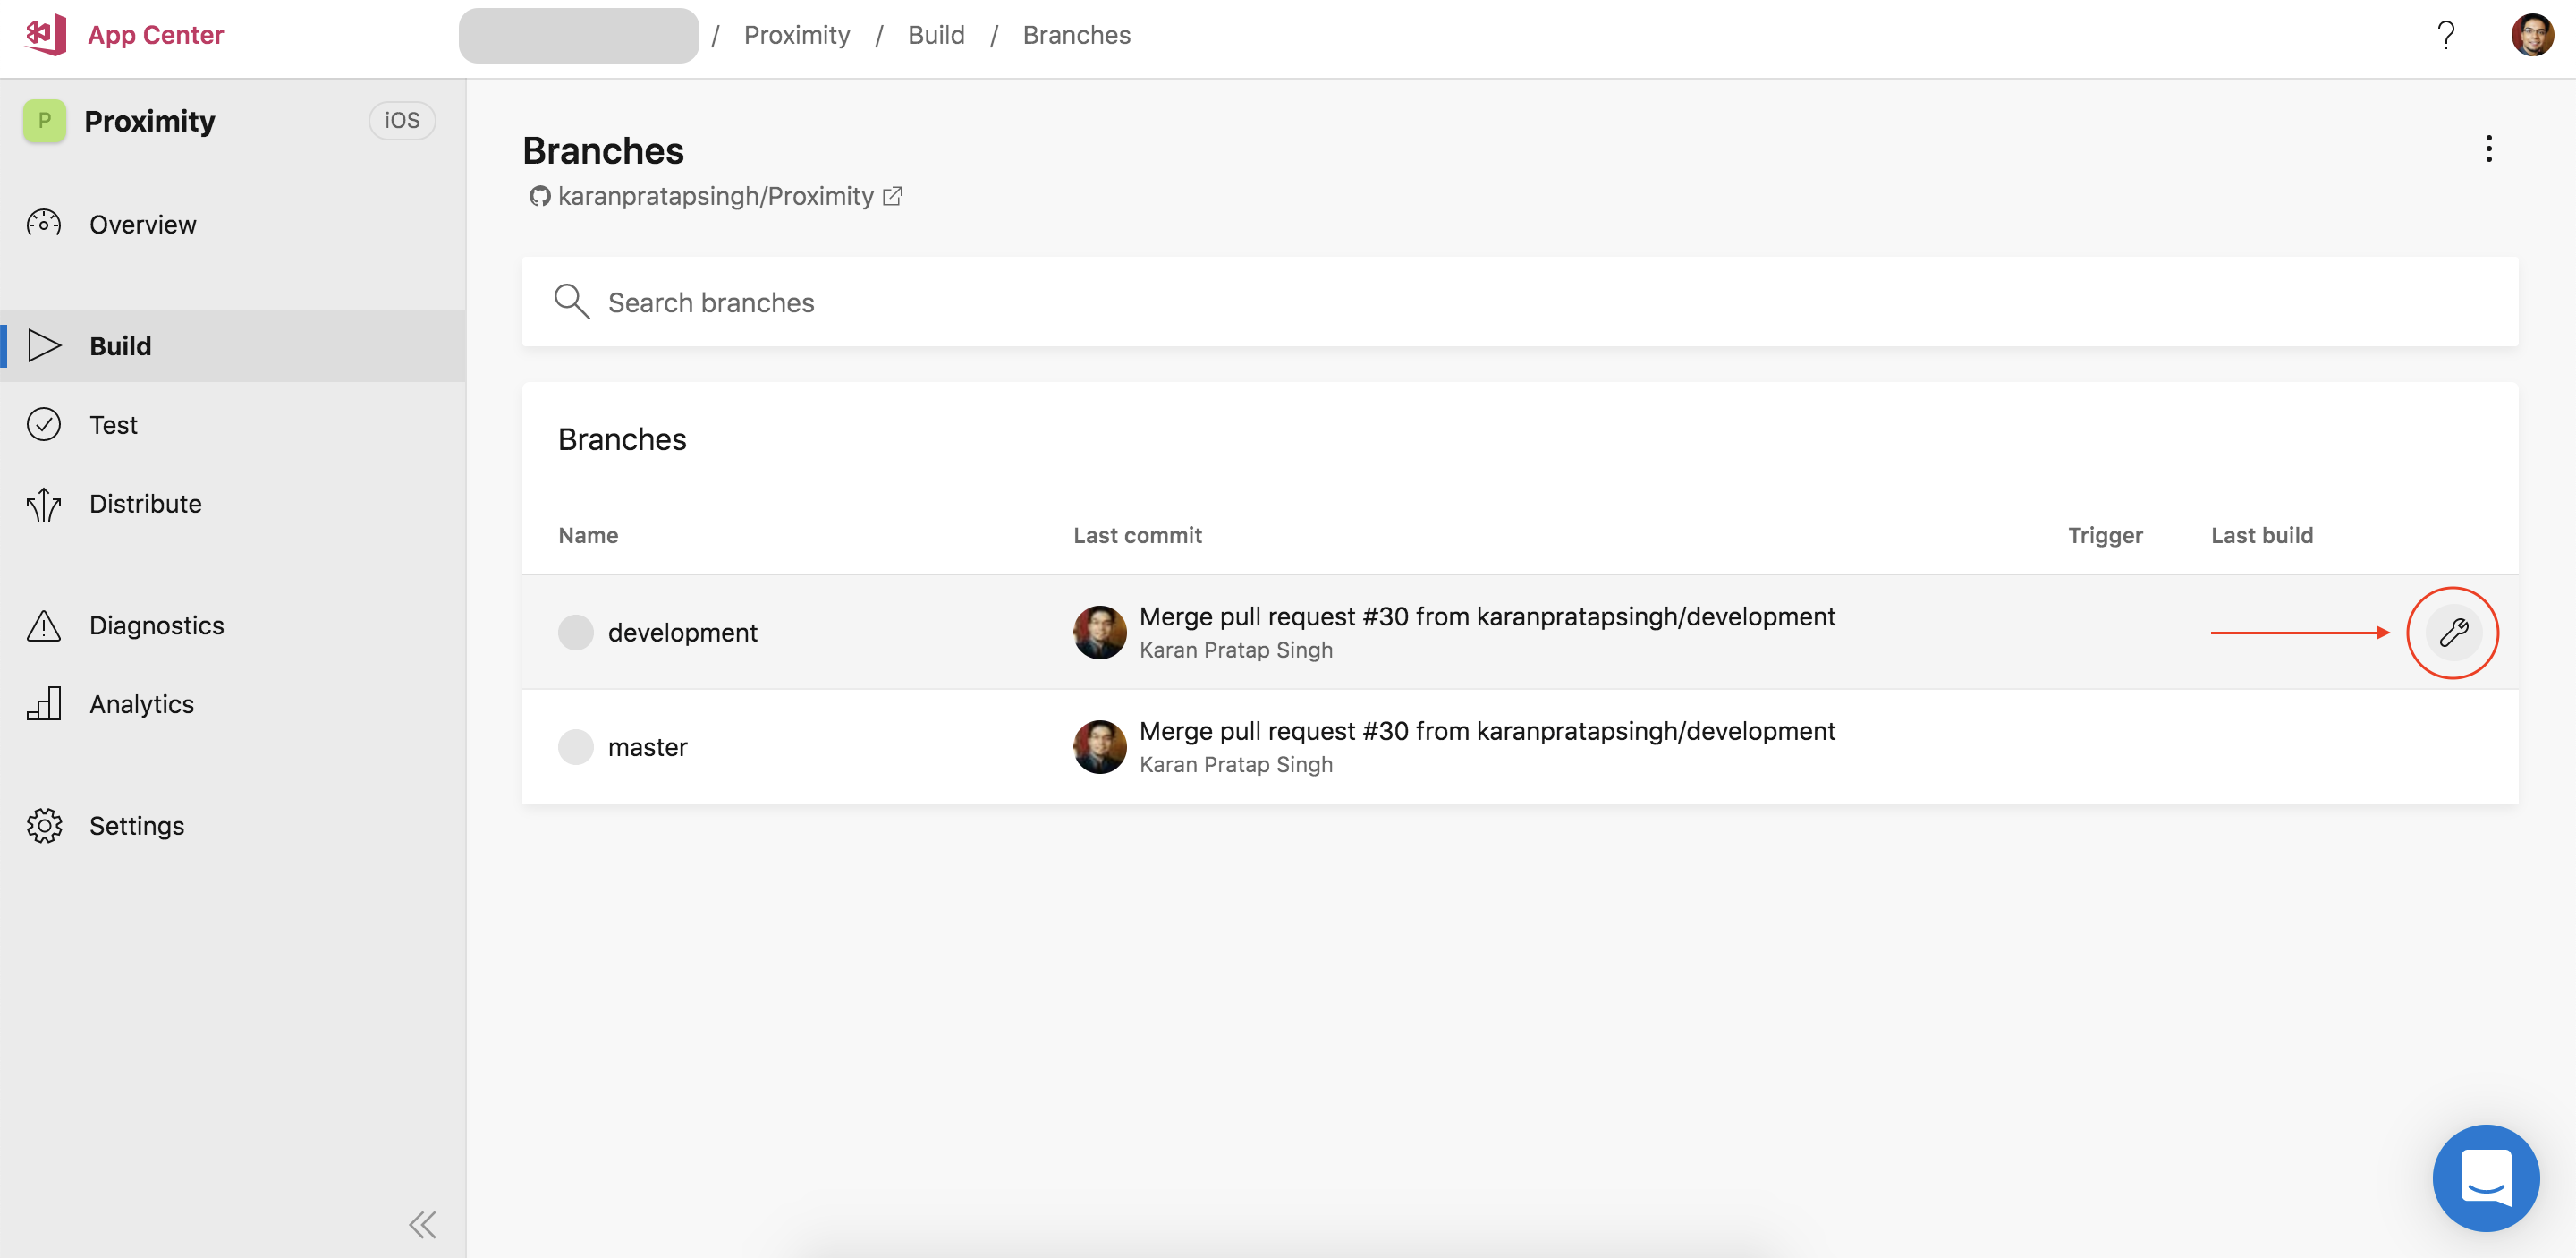 App Center
/ Proximity / Build / Branches
?
P Proximity iOS
Overview
Build
Test
Distribute
Diagnostics
Analytics
Settings
Branches
karanpratapsingh/Proximity
Search branches
Branches
Name Last commit Trigger Last build
development Merge pull request #30 from karanpratapsingh/development
Karan Pratap Singh
master Merge pull request #30 from karanpratapsingh/development
Karan Pratap Singh